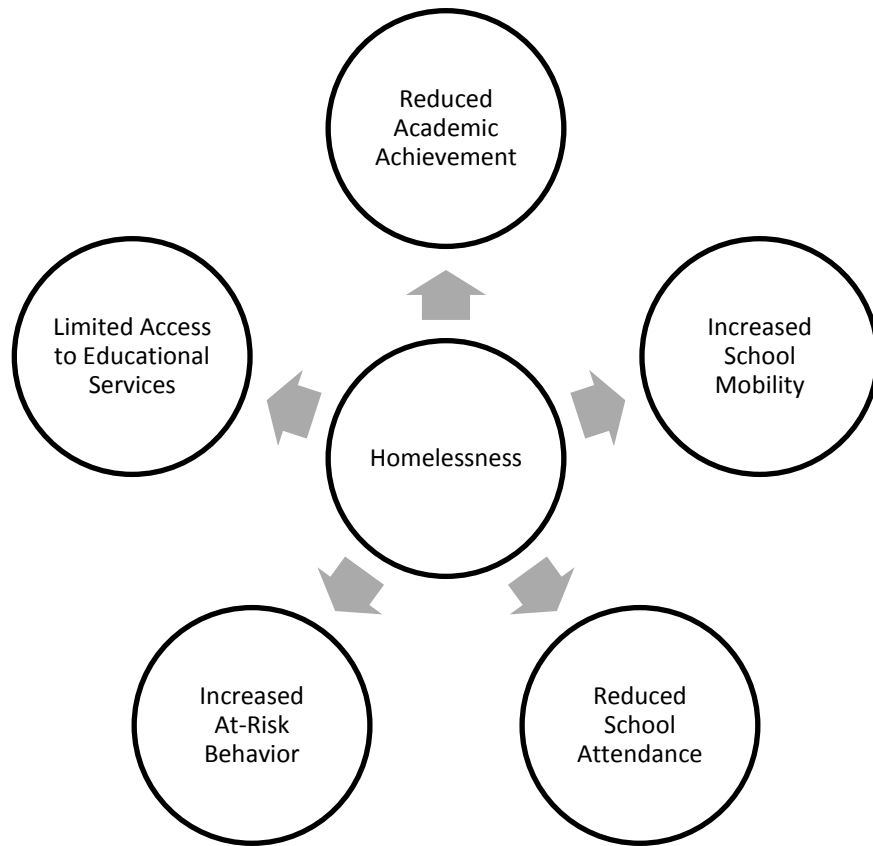 Reduced
Academic
Achievement
Limited Access
to Educational
Services
Increased
School
Mobility
Homelessness
Increased
At-Risk
Behavior
Reduced
School
Attendance